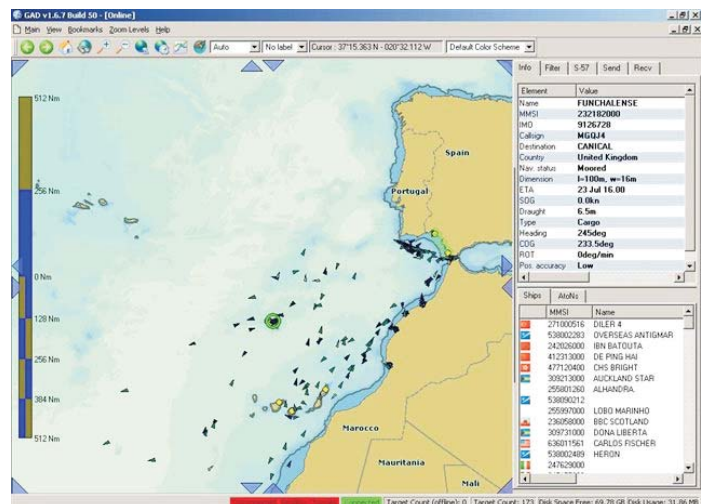 GAD v1.6.7 Build 50 - [Online]
Main View Bookmarks Zoom Levels Help
Auto No label Cursor : 37°15.363 N - 020°32.112 W Default Color Scheme
512 Nm
256 Nm
0 Nm
128 Nm
256 Nm
384 Nm
512 Nm
Spain
Portugal
Marocco
Mauritania
Mali
Info Filter S-57 Send Recv
Element Value
Name FUNCHALENSE
MMSI 232182000
IMO 9126728
Callsign MGQJ4
Destination CANICAL
Country United Kingdom
Nav. status Moored
Dimension l=100m, w=16m
ETA 23 Jul 16.00
SOG 0.0kn
Draught 6.5m
Type Cargo
Heading 245deg
COG 233.5deg
ROT 0deg/min
Pos. accuracy Low
Ships AtoNs
MMSI Name
271000516 DILER 4
538002283 OVERSEAS ANTIGMAR
242026000 IBN BATOUTA
412313000 DE PING HAI
477120400 CHS BRIGHT
309213000 AUCKLAND STAR
255801260 ALHANDRA.
538090212
255997000 LOBO MARINHO
236058000 BBC SCOTLAND
309731000 DONA LIBERTA
636011561 CARLOS FISCHER
538002489 HERON
247629000
Connected Target Count (offline): 0 Target Count: 173 Disk Space Free: 69.78 GB Disk Usage: 31.86 MB